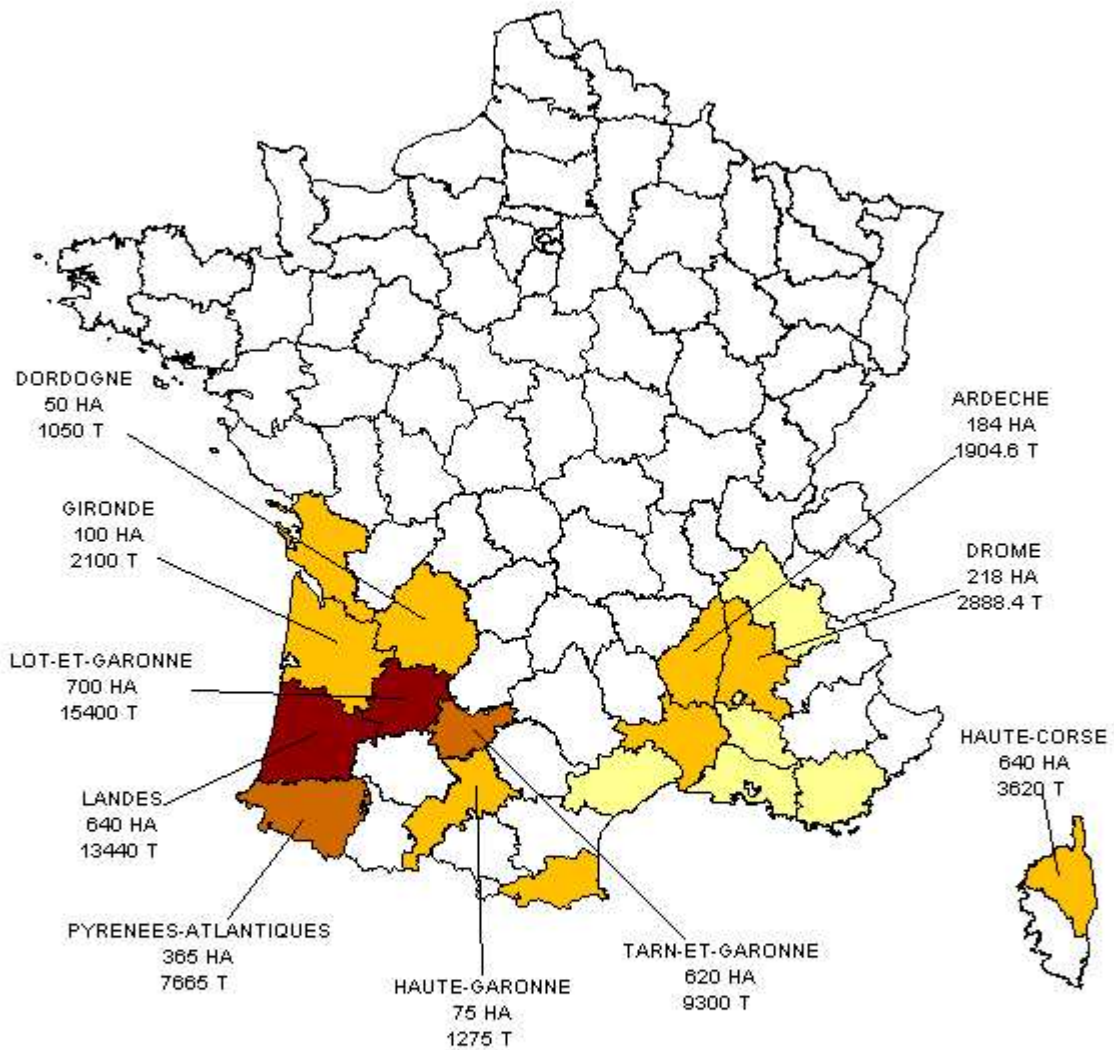 DORDOGNE
50 HA
1050 T
GIRONDE
100 HA
2100 T
LOT-ET-GARONNE
700 HA
15400 T
LANDES
640 HA
13440 T
PYRENEES-ATLANTIQUES
365 HA
7665 T
HAUTE-GARONNE
75 HA
1275 T
TARN-ET-GARONNE
620 HA
9300 T
ARDECHE
184 HA
1904.6 T
DROME
218 HA
2888.4 T
HAUTE-CORSE
640 HA
3620 T